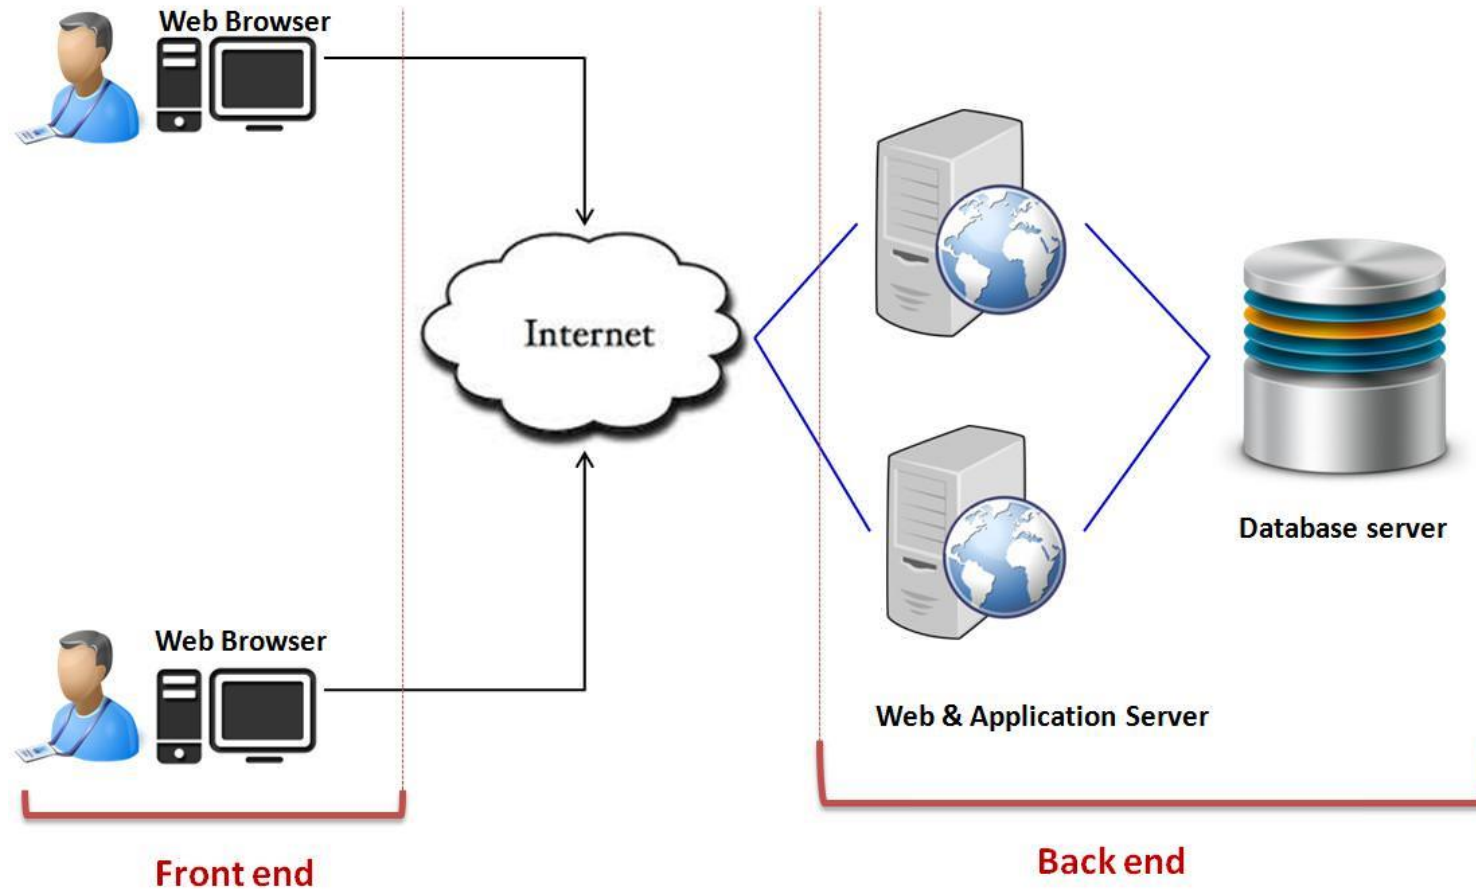 Web Browser
Internet
Database server
Web Browser
Web & Application Server
Front end
Back end